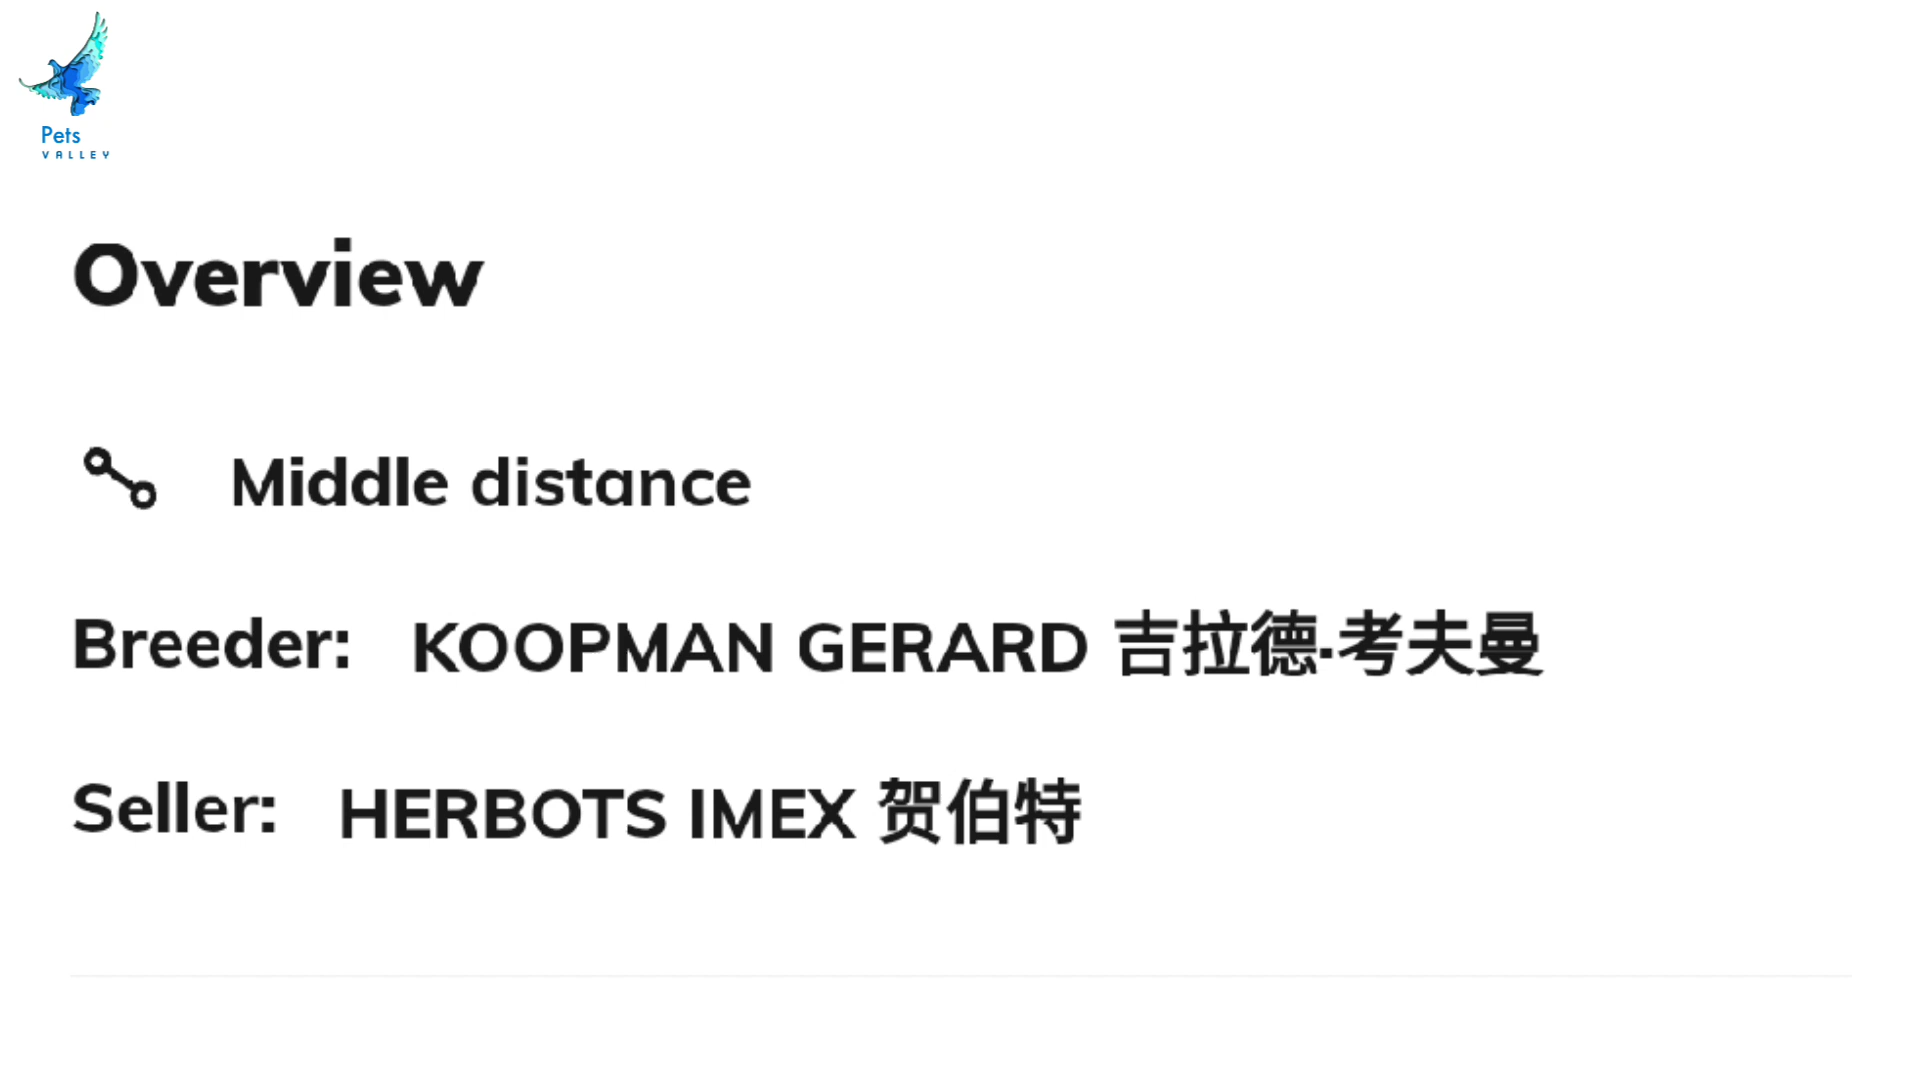 Pets
VALLEY
Overview
Middle distance
Breeder: KOOPMAN GERARD 吉拉德·考夫曼
Seller: HERBOTS IMEX 贺伯特